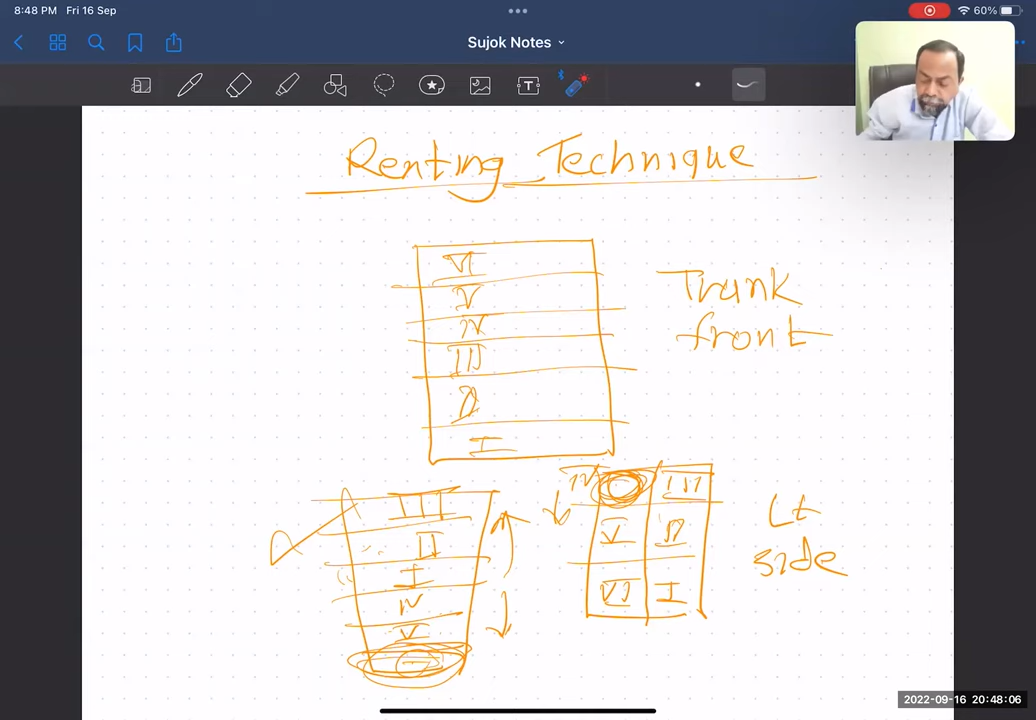 8:48 PM Fri 16 Sep
60%
Sujok Notes
T
Renting Technique
VI
V
IV
III
II
I
Trunk
front
III
II
I
IV
V
IV
III
V
II
VI
I
Lt
side
2022-09-16 20:48:06